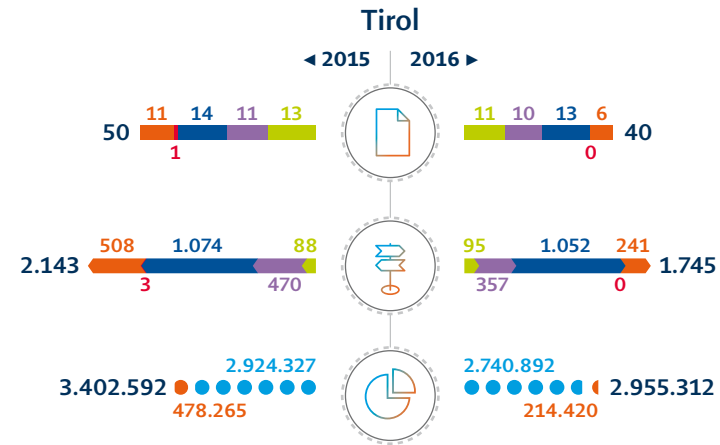 Tirol
◄ 2015 2016 ►
11 14 11 13 11 10 13 6
50 40
1 0
508 1.074 88 95 1.052 241
2.143 1.745
3 470 357 0
2.924.327 2.740.892
3.402.592 2.955.312
478.265 214.420